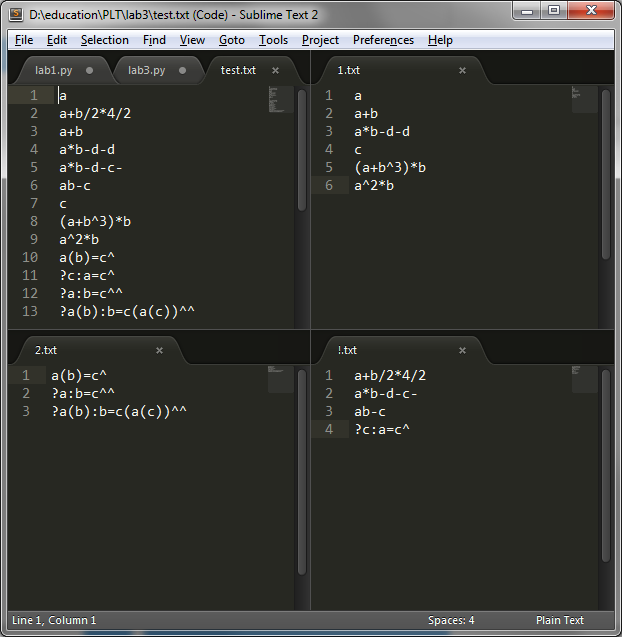 D:\education\PLT\lab3\test.txt (Code) - Sublime Text 2
File Edit Selection Find View Goto Tools Project Preferences Help
lab1.py lab3.py test.txt
1 a
2 a+b/2*4/2
3 a+b
4 a*b-d-d
5 a*b-d-c-
6 ab-c
7 c
8 (a+b^3)*b
9 a^2*b
10 a(b)=c^
11 ?c:a=c^
12 ?a:b=c^^
13 ?a(b):b=c(a(c))^^
1.txt
1 a
2 a+b
3 a*b-d-d
4 c
5 (a+b^3)*b
6 a^2*b
2.txt
1 a(b)=c^
2 ?a:b=c^^
3 ?a(b):b=c(a(c))^^
!.txt
1 a+b/2*4/2
2 a*b-d-c-
3 ab-c
4 ?c:a=c^
Line 1, Column 1 Spaces: 4 Plain Text